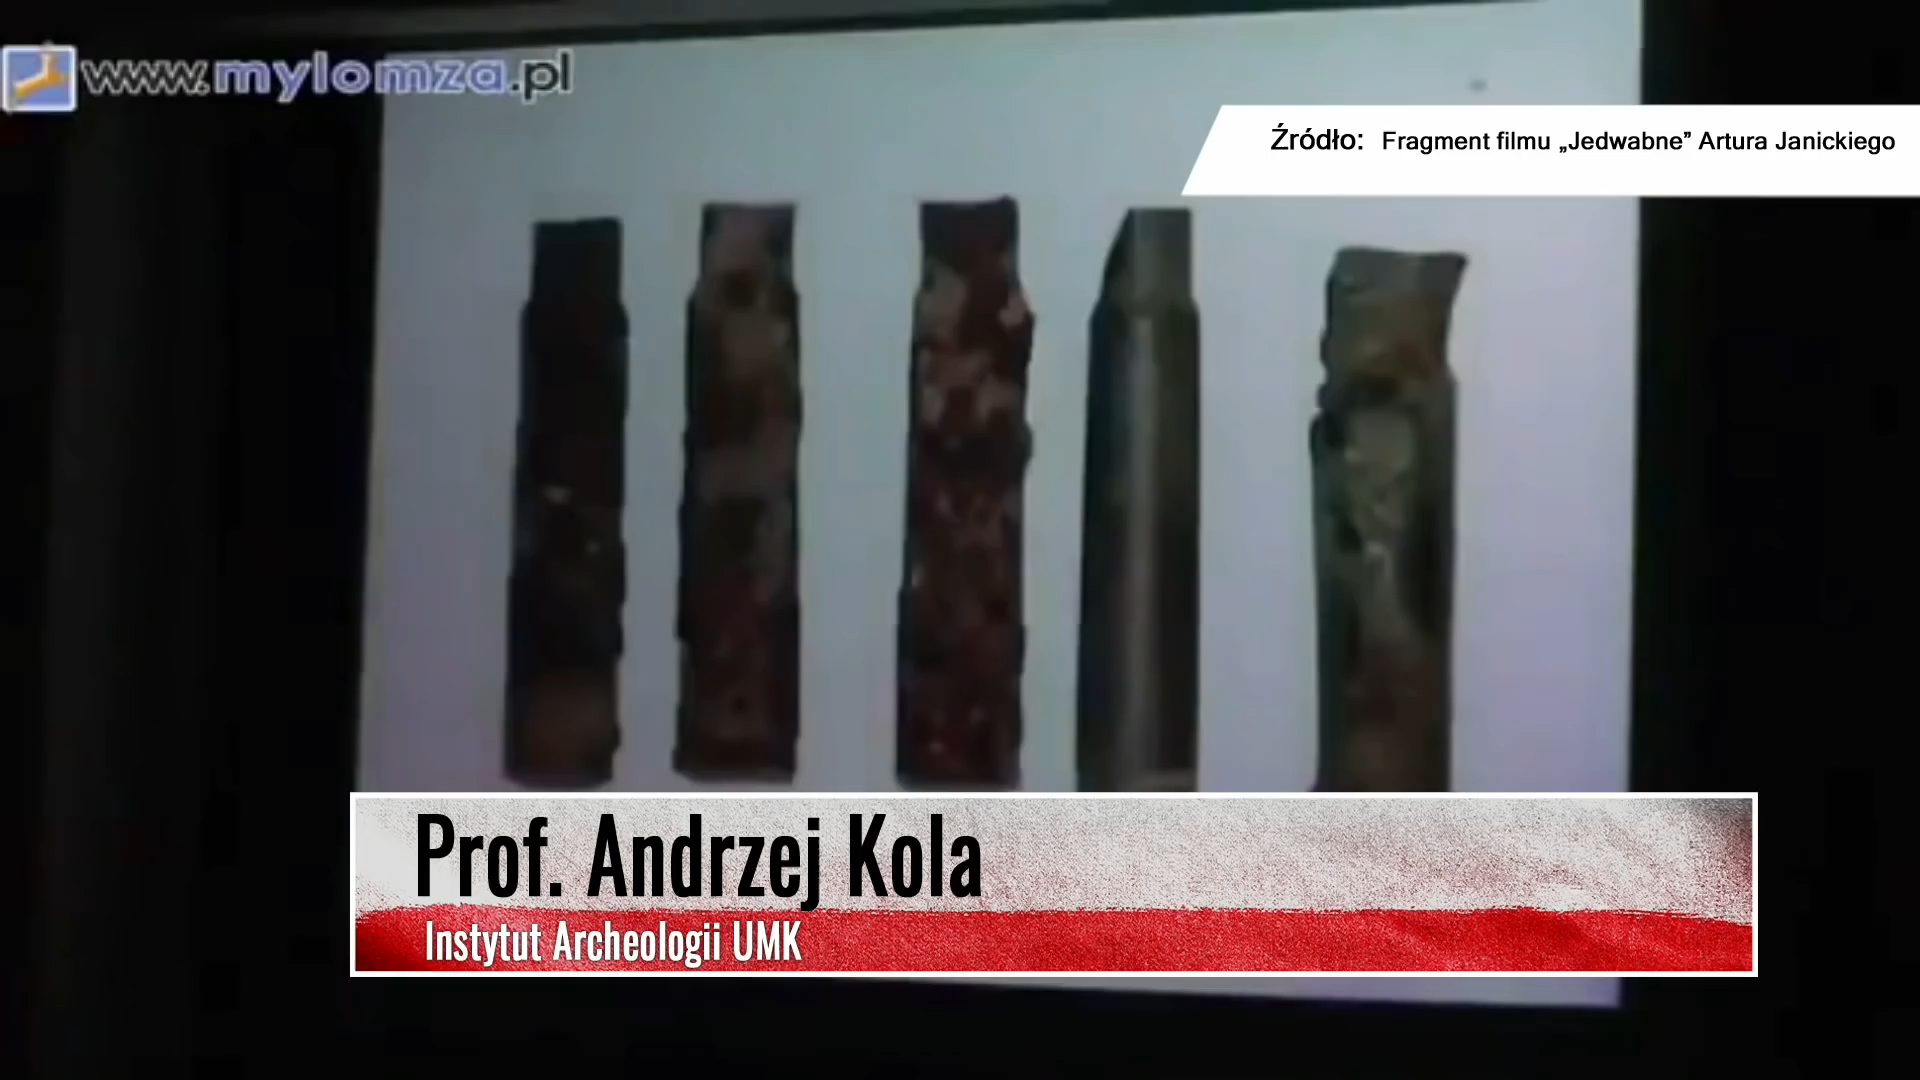 www.mylomza.pl
Źródło: Fragment filmu „Jedwabne” Artura Janickiego
Prof. Andrzej Kola
Instytut Archeologii UMK